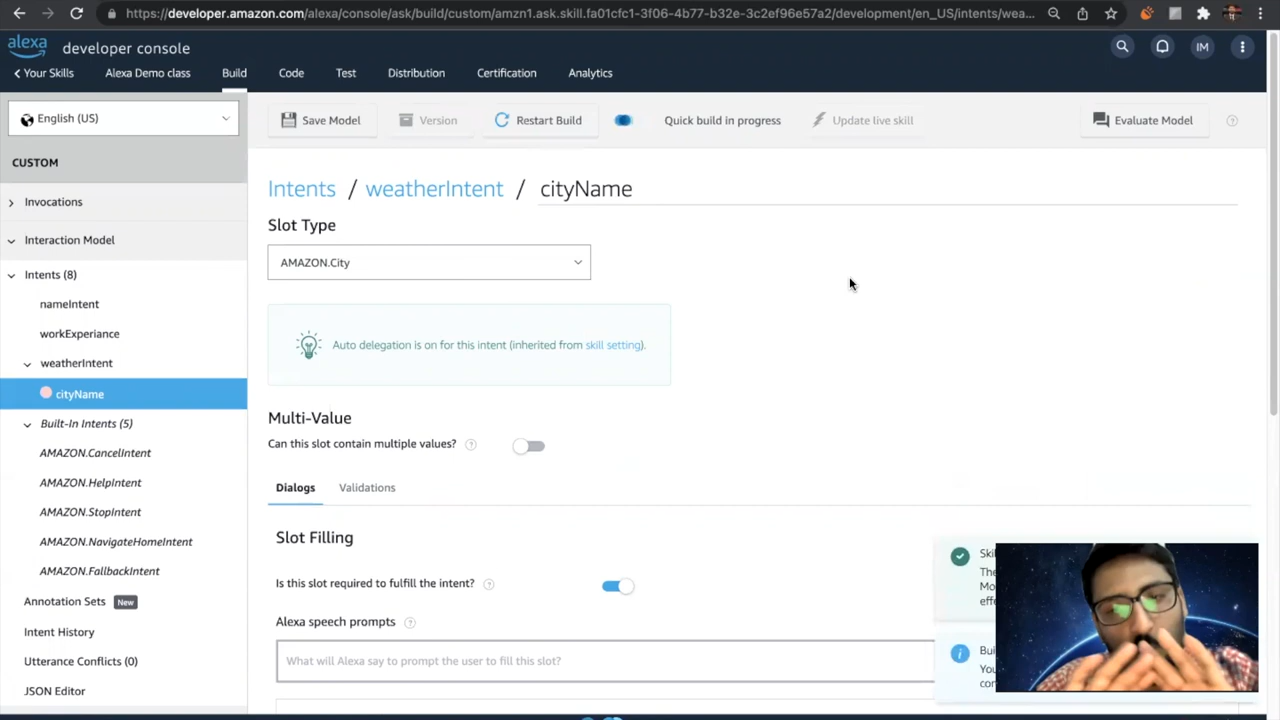 https://developer.amazon.com/alexa/console/ask/build/custom/amzn1.ask.skill.fa01cfc1-3f06-4b77-b32e-3c2ef96e57a2/development/en_US/intents/wea...
alexa developer console
IM
Your Skills Alexa Demo class Build Code Test Distribution Certification Analytics
English (US)
Save Model Version Restart Build Quick build in progress Update live skill Evaluate Model
CUSTOM
Invocations
Interaction Model
Intents (8)
nameIntent
workExperiance
weatherIntent
cityName
Built-In Intents (5)
AMAZON.CancelIntent
AMAZON.HelpIntent
AMAZON.StopIntent
AMAZON.NavigateHomeIntent
AMAZON.FallbackIntent
Annotation Sets New
Intent History
Utterance Conflicts (0)
JSON Editor
Intents / weatherIntent / cityName
Slot Type
AMAZON.City
Auto delegation is on for this intent (inherited from skill setting).
Multi-Value
Can this slot contain multiple values?
Dialogs Validations
Slot Filling
Is this slot required to fulfill the intent?
Alexa speech prompts
What will Alexa say to prompt the user to fill this slot?